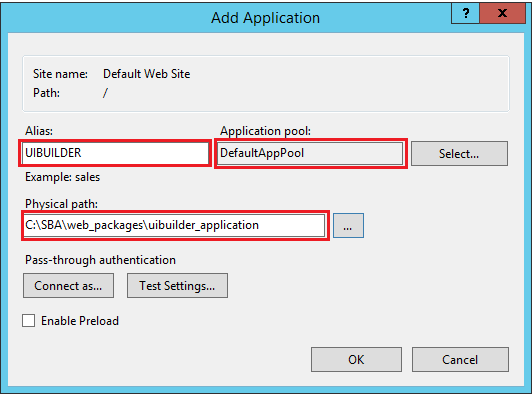 Add Application
?
Site name: Default Web Site
Path: /
Alias: Application pool:
UIBUILDER DefaultAppPool Select...
Example: sales
Physical path:
C:\SBA\web_packages\uibuilder_application ...
Pass-through authentication
Connect as... Test Settings...
Enable Preload
OK Cancel